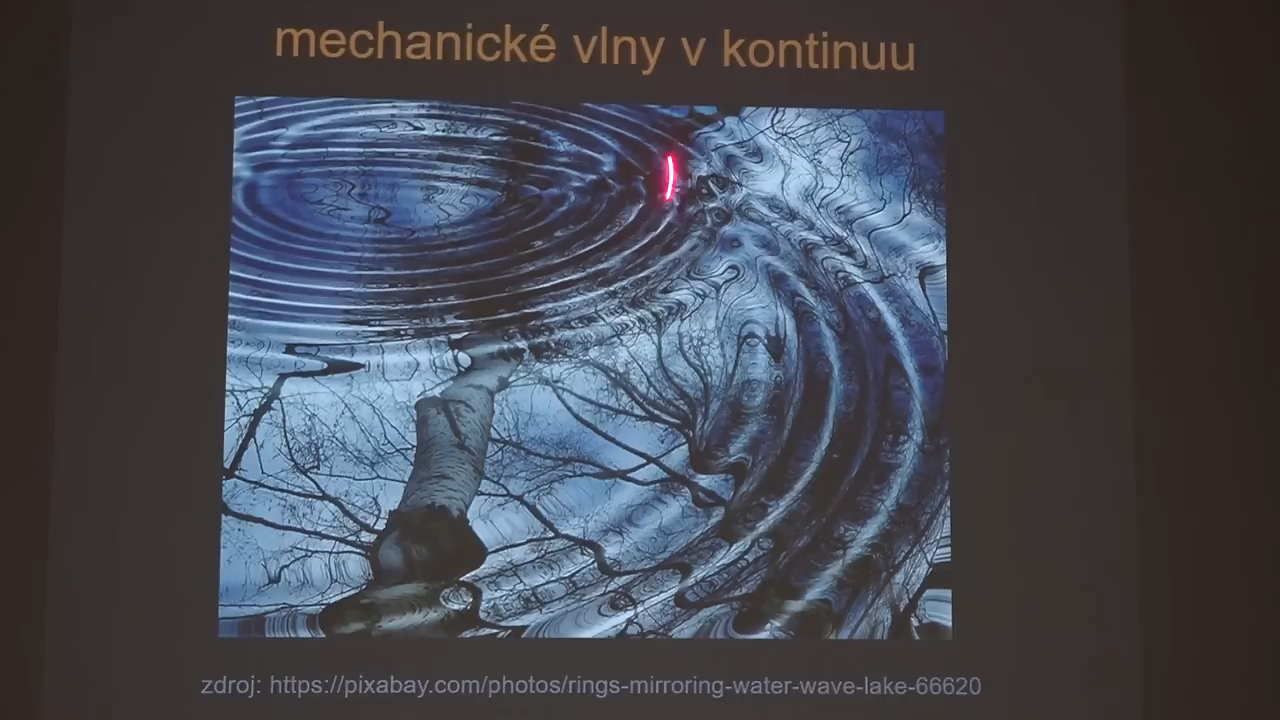 mechanické vlny v kontinuu
zdroj: https://pixabay.com/photos/rings-mirroring-water-wave-lake-66620